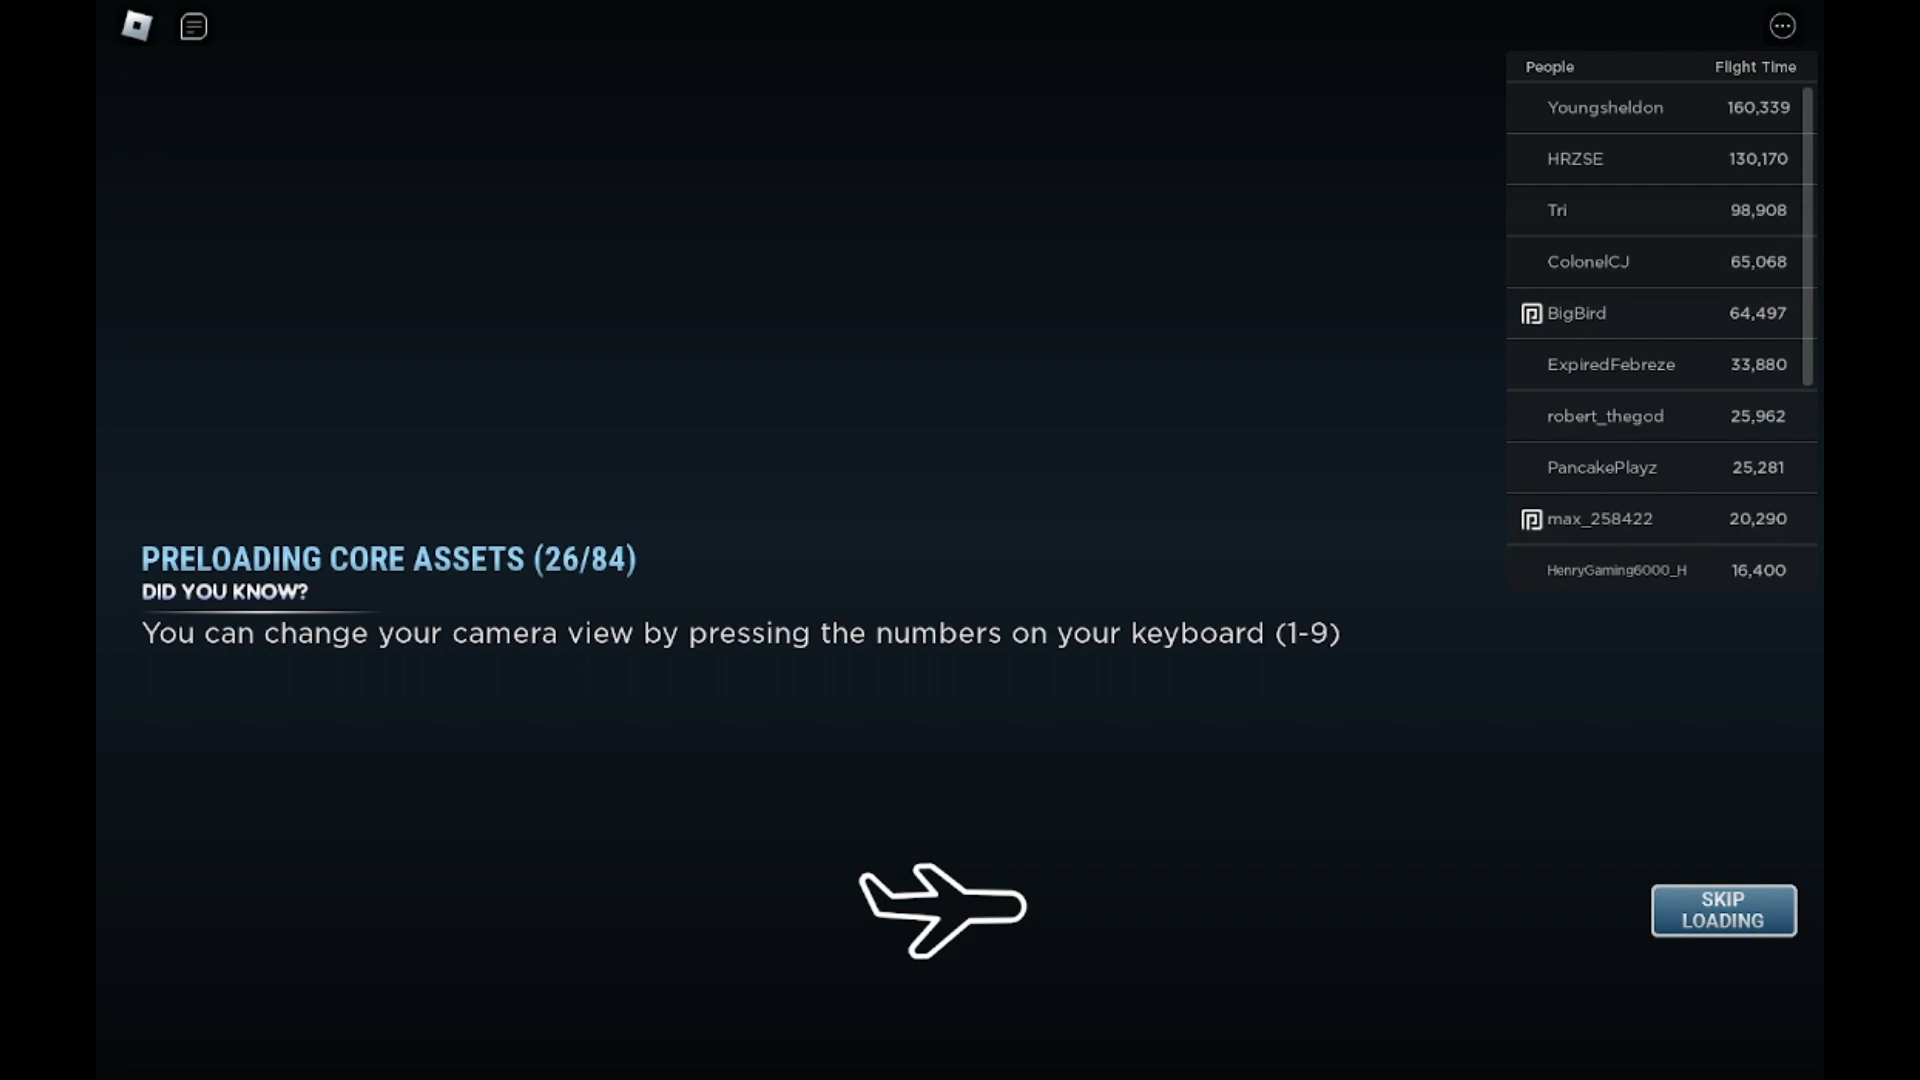 People Flight Time
Youngsheldon 160,339
HRZSE 130,170
Tri 98,908
ColonelCJ 65,068
BigBird 64,497
ExpiredFebreze 33,880
robert_thegod 25,962
PancakePlayz 25,281
max_258422 20,290
HenryGaming6000_H 16,400
PRELOADING CORE ASSETS (26/84)
DID YOU KNOW?
You can change your camera view by pressing the numbers on your keyboard (1-9)
SKIP
LOADING